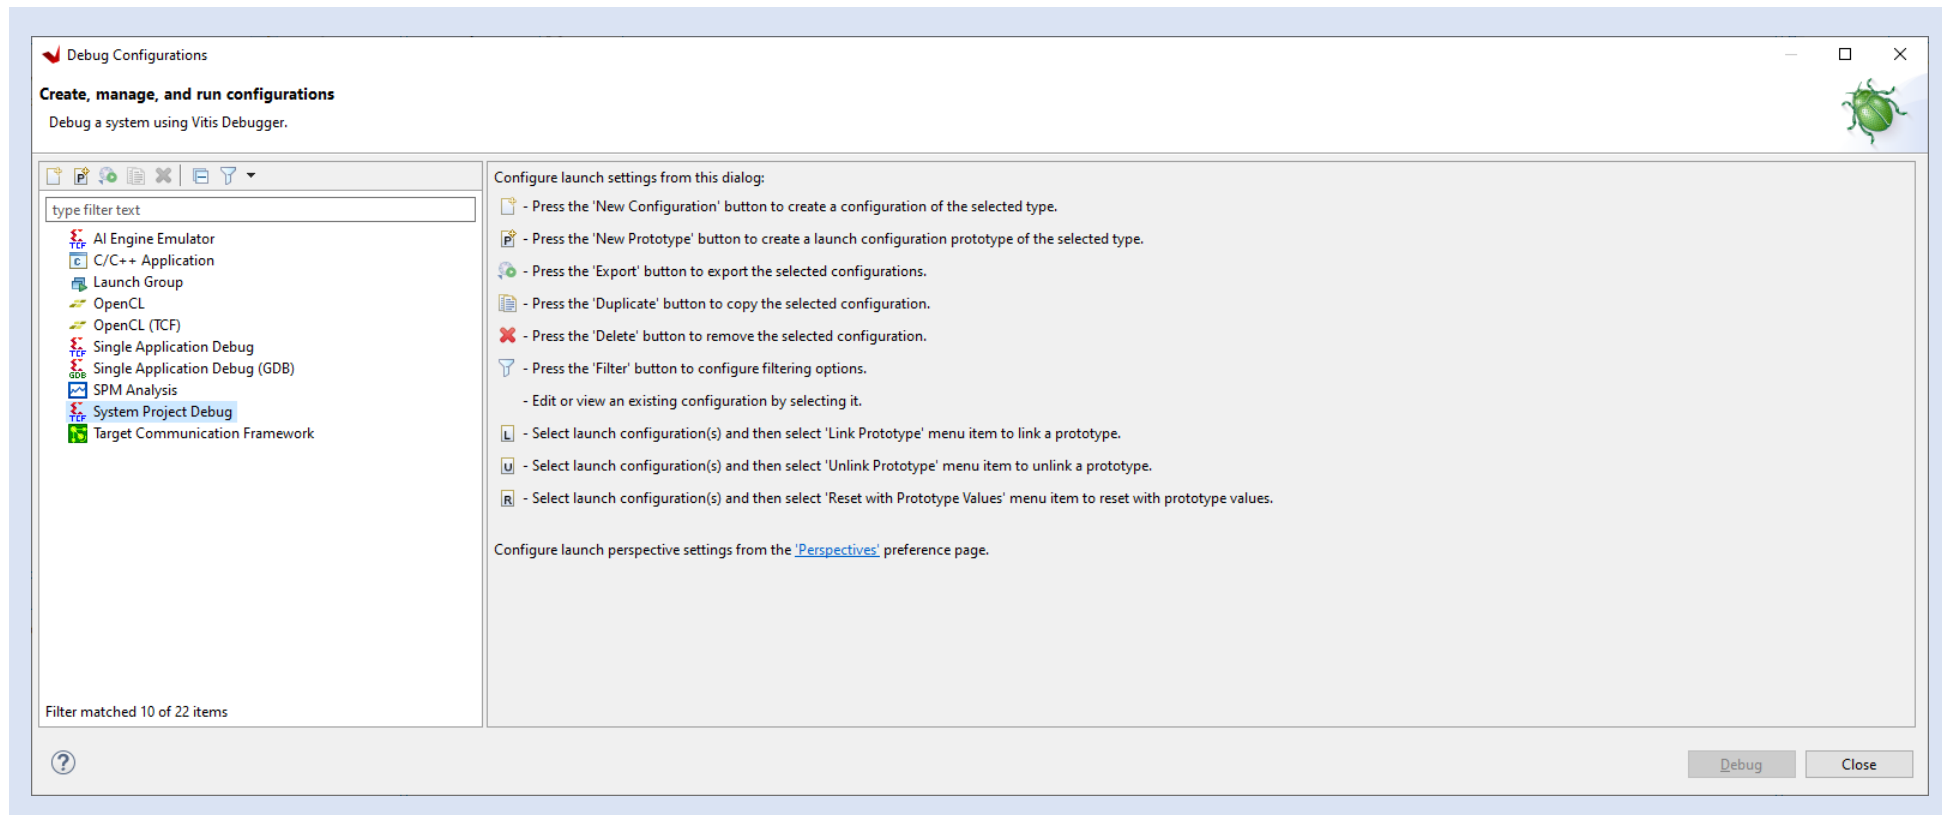 Debug Configurations
Create, manage, and run configurations
Debug a system using Vitis Debugger.
type filter text
AI Engine Emulator
C/C++ Application
Launch Group
OpenCL
OpenCL (TCF)
Single Application Debug
Single Application Debug (GDB)
SPM Analysis
System Project Debug
Target Communication Framework
Filter matched 10 of 22 items
Configure launch settings from this dialog:
- Press the 'New Configuration' button to create a configuration of the selected type.
- Press the 'New Prototype' button to create a launch configuration prototype of the selected type.
- Press the 'Export' button to export the selected configurations.
- Press the 'Duplicate' button to copy the selected configuration.
- Press the 'Delete' button to remove the selected configuration.
- Press the 'Filter' button to configure filtering options.
- Edit or view an existing configuration by selecting it.
L - Select launch configuration(s) and then select 'Link Prototype' menu item to link a prototype.
U - Select launch configuration(s) and then select 'Unlink Prototype' menu item to unlink a prototype.
R - Select launch configuration(s) and then select 'Reset with Prototype Values' menu item to reset with prototype values.
Configure launch perspective settings from the 'Perspectives' preference page.
Debug
Close